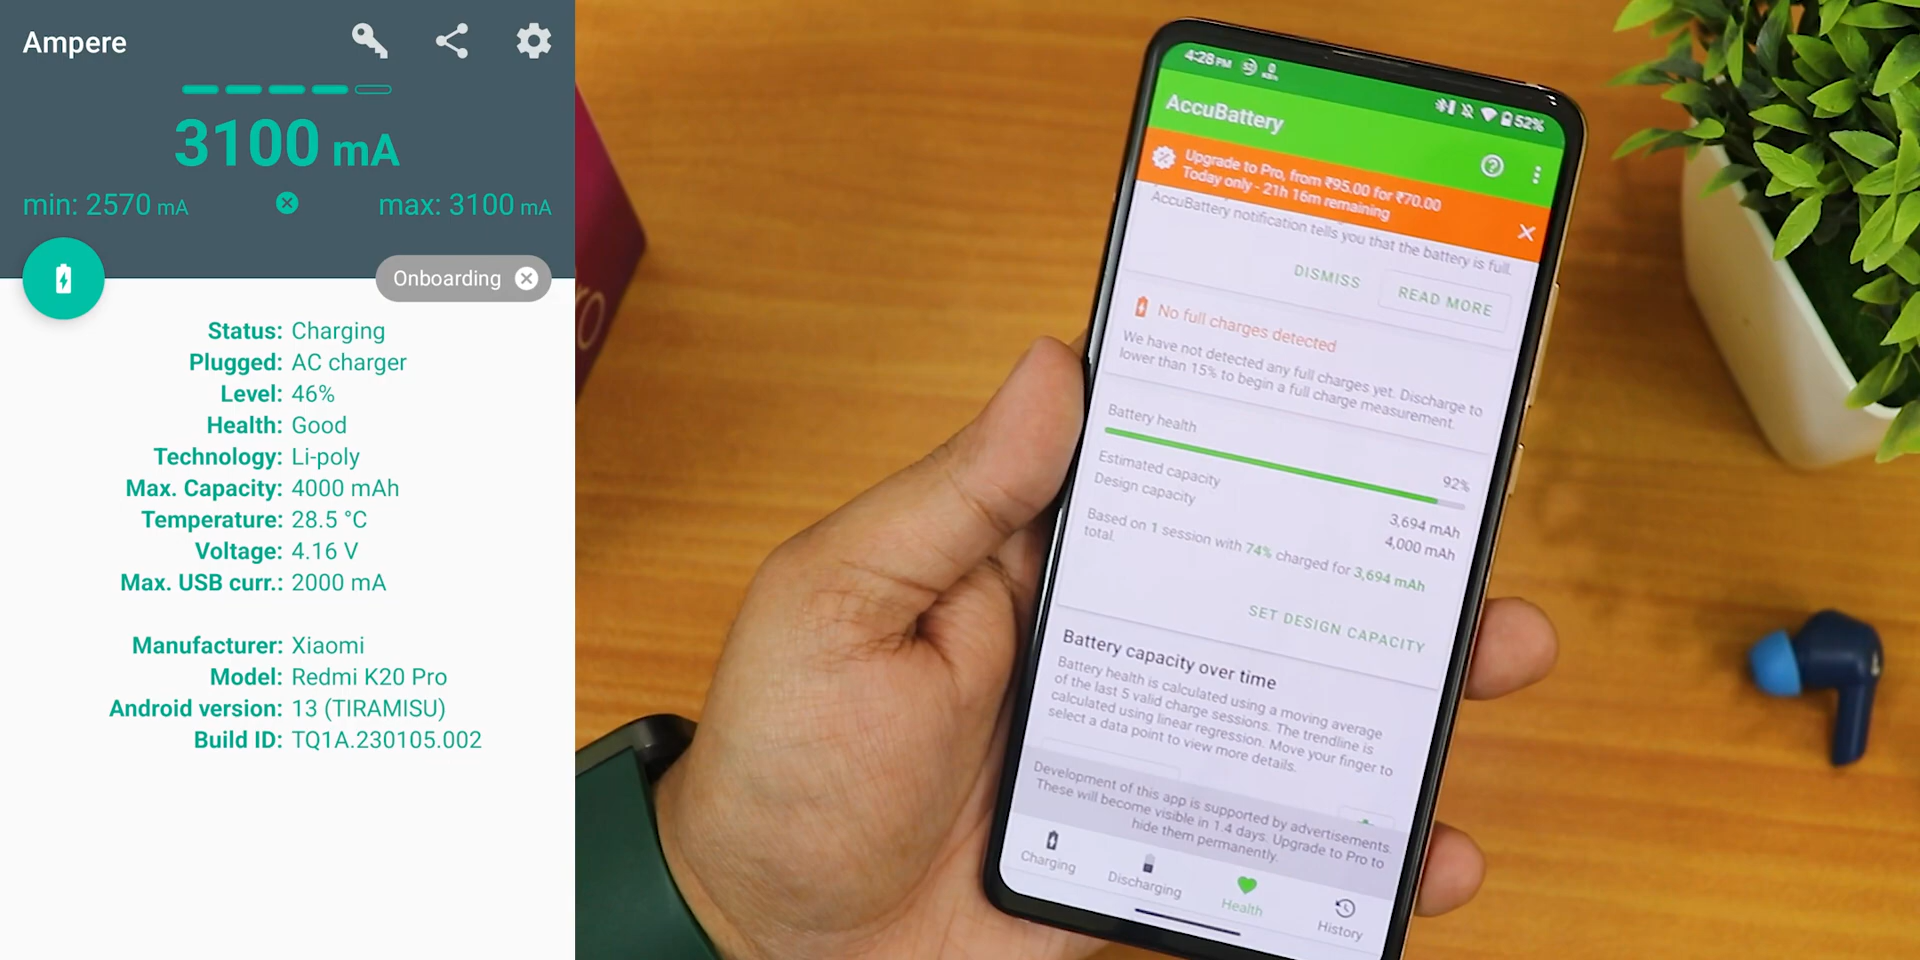 Ampere
3100 mA
min: 2570 mA
max: 3100 mA
Onboarding
Status: Charging
Plugged: AC charger
Level: 46%
Health: Good
Technology: Li-poly
Max. Capacity: 4000 mAh
Temperature: 28.5 °C
Voltage: 4.16 V
Max. USB curr.: 2000 mA
Manufacturer: Xiaomi
Model: Redmi K20 Pro
Android version: 13 (TIRAMISU)
Build ID: TQ1A.230105.002
4:28 PM
52%
AccuBattery
Upgrade to Pro, from ₹95.00 for ₹70.00
Today only - 21h 16m remaining
AccuBattery notification tells you that the battery is full.
DISMISS
READ MORE
No full charges detected
We have not detected any full charges yet. Discharge to
lower than 15% to begin a full charge measurement.
Battery health
92%
Estimated capacity
3,694 mAh
Design capacity
4,000 mAh
Based on 1 session with 74% charged for 3,694 mAh
total.
SET DESIGN CAPACITY
Battery capacity over time
Battery health is calculated using a moving average
of the last 5 valid charge sessions. The trendline is
calculated using linear regression. Move your finger to
select a data point to view more details.
Development of this app is supported by advertisements.
These will become visible in 1.4 days. Upgrade to Pro to
hide them permanently.
Charging
Discharging
Health
History